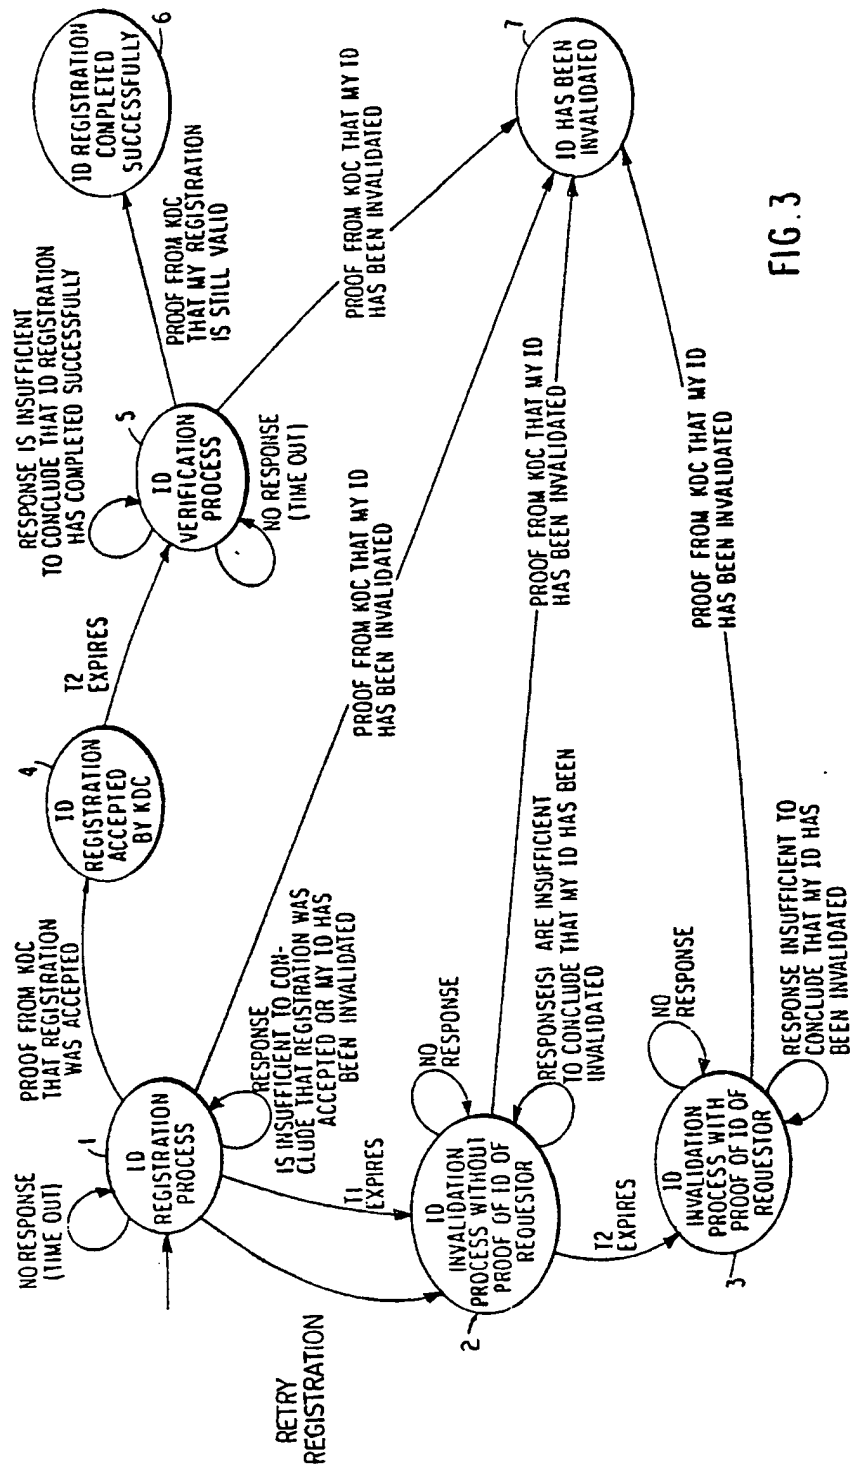 NO RESPONSE
(TIME OUT)
1
ID
REGISTRATION
PROCESS
PROOF FROM KDC
THAT REGISTRATION
WAS ACCEPTED
4
ID
REGISTRATION
ACCEPTED
BY KDC
T2
EXPIRES
RESPONSE IS INSUFFICIENT
TO CONCLUDE THAT ID REGISTRATION
HAS COMPLETED SUCCESSFULLY
5
ID
VERIFICATION
PROCESS
NO RESPONSE
(TIME OUT)
PROOF FROM KDC
THAT MY REGISTRATION
IS STILL VALID
6
ID REGISTRATION
COMPLETED
SUCCESSFULLY
PROOF FROM KDC THAT MY ID
HAS BEEN INVALIDATED
RESPONSE
IS INSUFFICIENT TO CON-
CLUDE THAT REGISTRATION WAS
ACCEPTED OR MY ID HAS
BEEN INVALIDATED
PROOF FROM KDC THAT MY ID
HAS BEEN INVALIDATED
7
ID HAS BEEN
INVALIDATED
RETRY
REGISTRATION
T1
EXPIRES
NO
RESPONSE
2
ID
INVALIDATION
PROCESS WITHOUT
PROOF OF ID OF
REQUESTOR
RESPONSE(S) ARE INSUFFICIENT
TO CONCLUDE THAT MY ID HAS BEEN
INVALIDATED
PROOF FROM KDC THAT MY ID
HAS BEEN INVALIDATED
T2
EXPIRES
NO
RESPONSE
3
ID
INVALIDATION
PROCESS WITH
PROOF OF ID OF
REQUESTOR
RESPONSE INSUFFICIENT TO
CONCLUDE THAT MY ID HAS
BEEN INVALIDATED
PROOF FROM KDC THAT MY ID
HAS BEEN INVALIDATED
FIG. 3